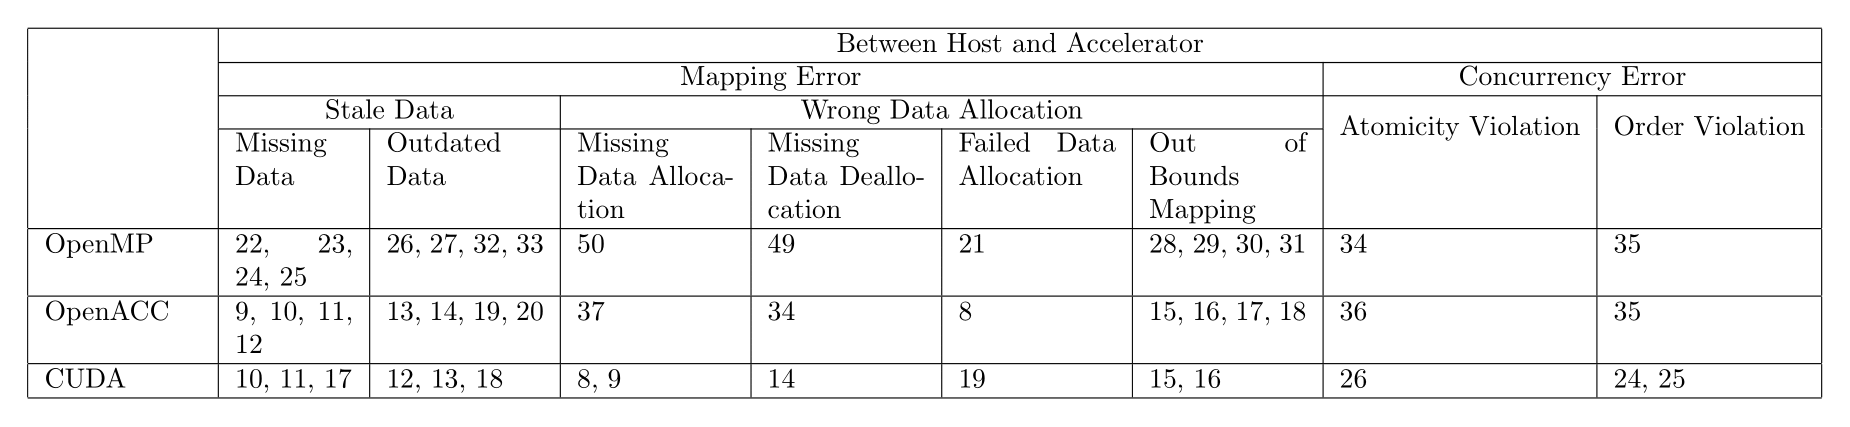 Between Host and Accelerator
Mapping Error Concurrency Error
Stale Data Wrong Data Allocation
Atomicity Violation Order Violation
Missing Outdated Missing Missing Failed Data Out of
Data Data Data Alloca- Data Deallo- Allocation Bounds
tion cation Mapping
OpenMP 22, 23, 26, 27, 32, 33 50 49 21 28, 29, 30, 31 34 35
24, 25
OpenACC 9, 10, 11, 13, 14, 19, 20 37 34 8 15, 16, 17, 18 36 35
12
CUDA 10, 11, 17 12, 13, 18 8, 9 14 19 15, 16 26 24, 25